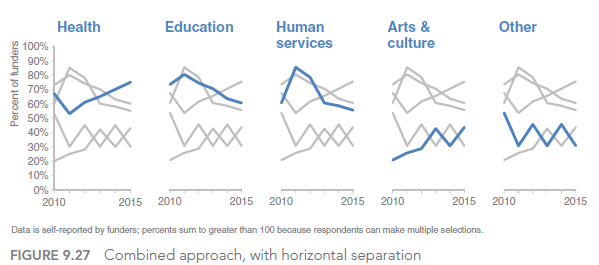 Health
Education
Human
services
Arts &
culture
Other
Percent of funders
100%
90%
80%
70%
60%
50%
40%
30%
20%
10%
0%
2010 2015
2010 2015
2010 2015
2010 2015
2010 2015
Data is self-reported by funders; percents sum to greater than 100 because respondents can make multiple selections.
FIGURE 9.27 Combined approach, with horizontal separation